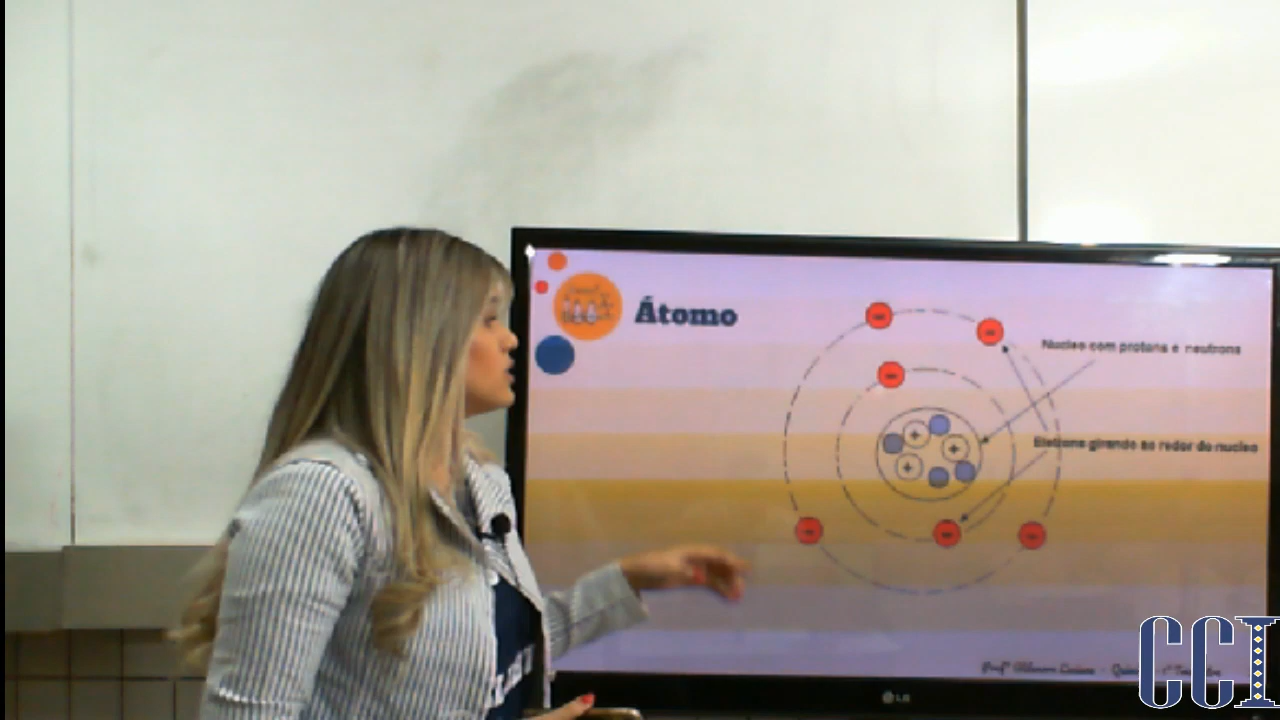 Átomo
Nucleo com protons e neutrons
Eletrons girando ao redor do nucleo
LG
CCI